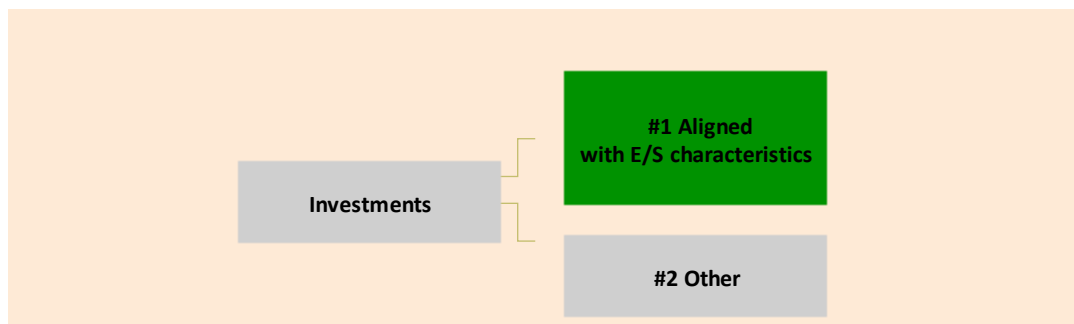 #1 Aligned
with E/S characteristics
Investments
#2 Other